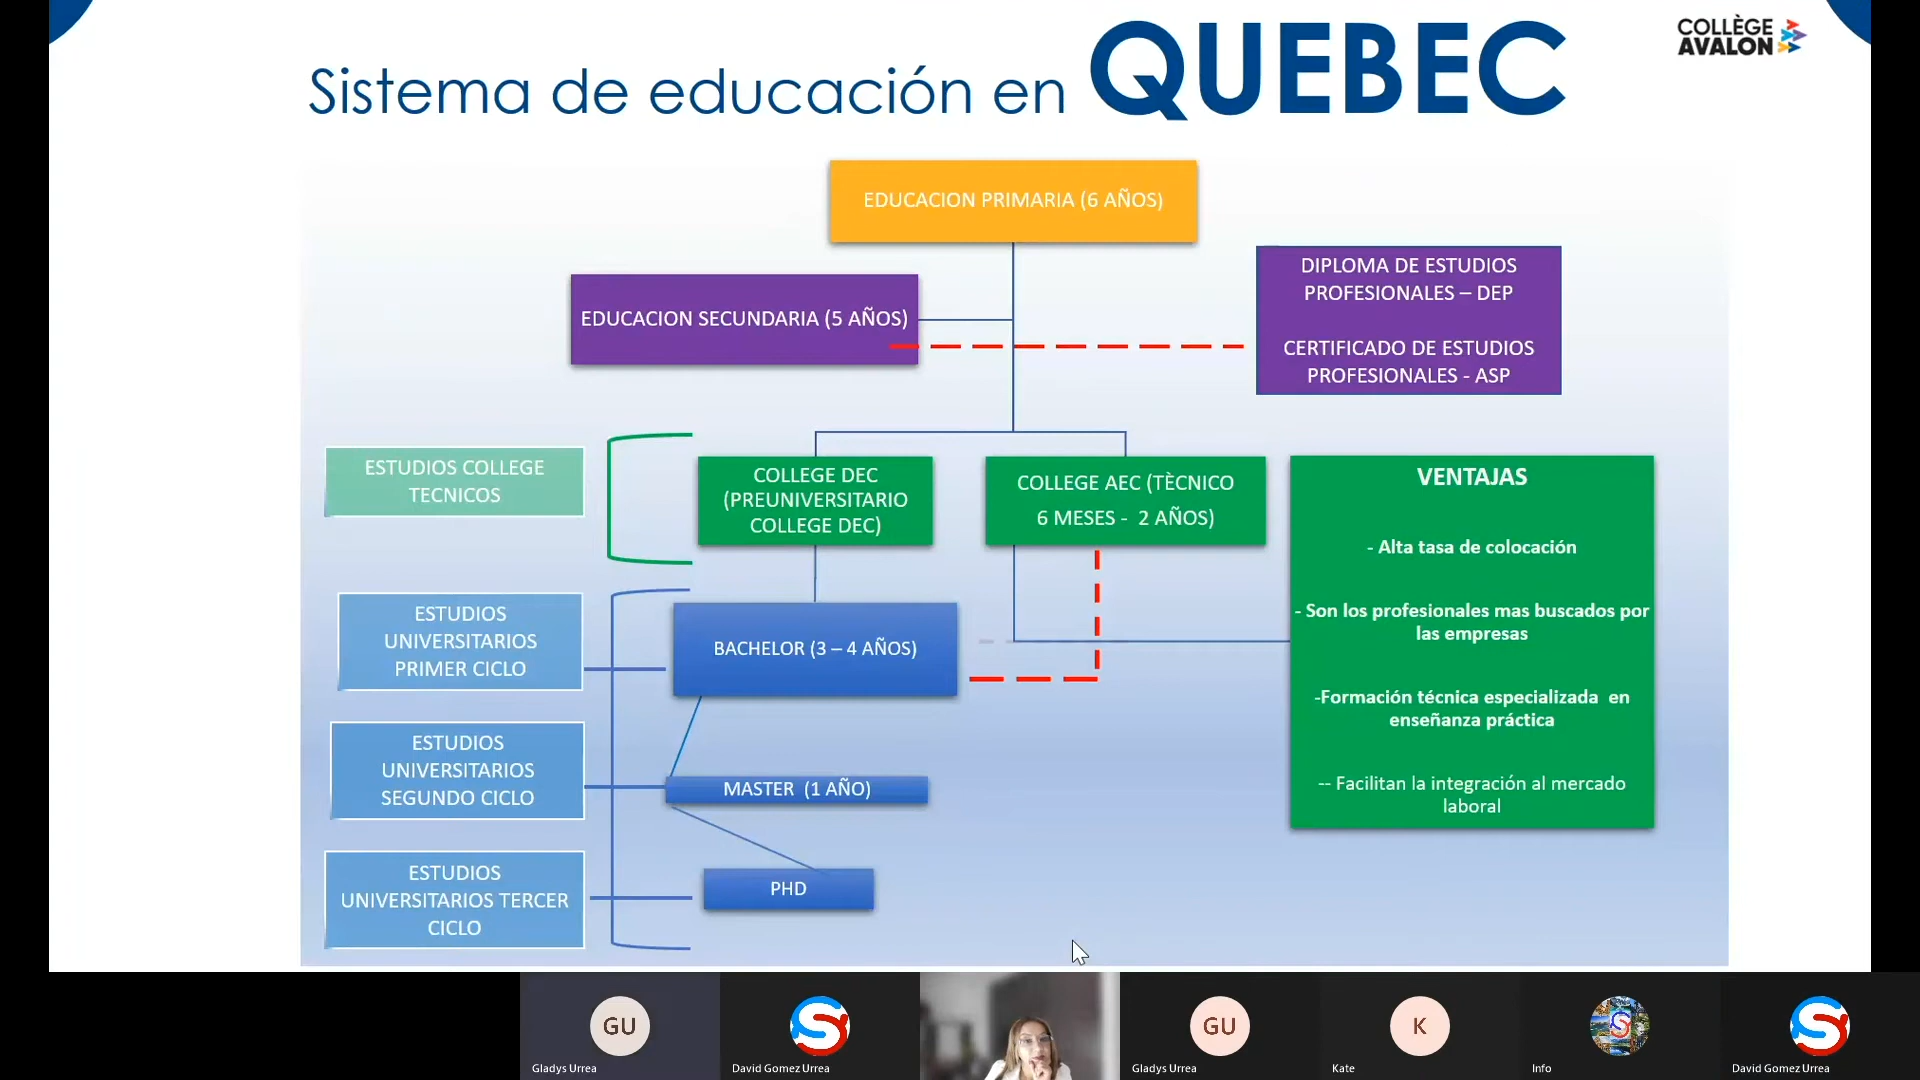 Sistema de educación en QUEBEC
COLLÈGE
AVALON
EDUCACION PRIMARIA (6 AÑOS)
EDUCACION SECUNDARIA (5 AÑOS)
DIPLOMA DE ESTUDIOS
PROFESIONALES – DEP
CERTIFICADO DE ESTUDIOS
PROFESIONALES - ASP
ESTUDIOS COLLEGE
TECNICOS
COLLEGE DEC
(PREUNIVERSITARIO
COLLEGE DEC)
COLLEGE AEC (TÈCNICO
6 MESES - 2 AÑOS)
VENTAJAS
- Alta tasa de colocación
- Son los profesionales mas buscados por
las empresas
-Formación técnica especializada en
enseñanza práctica
-- Facilitan la integración al mercado
laboral
ESTUDIOS
UNIVERSITARIOS
PRIMER CICLO
BACHELOR (3 – 4 AÑOS)
ESTUDIOS
UNIVERSITARIOS
SEGUNDO CICLO
MASTER (1 AÑO)
ESTUDIOS
UNIVERSITARIOS TERCER
CICLO
PHD
GU
Gladys Urrea
David Gomez Urrea
GU
Gladys Urrea
K
Kate
Info
David Gomez Urrea